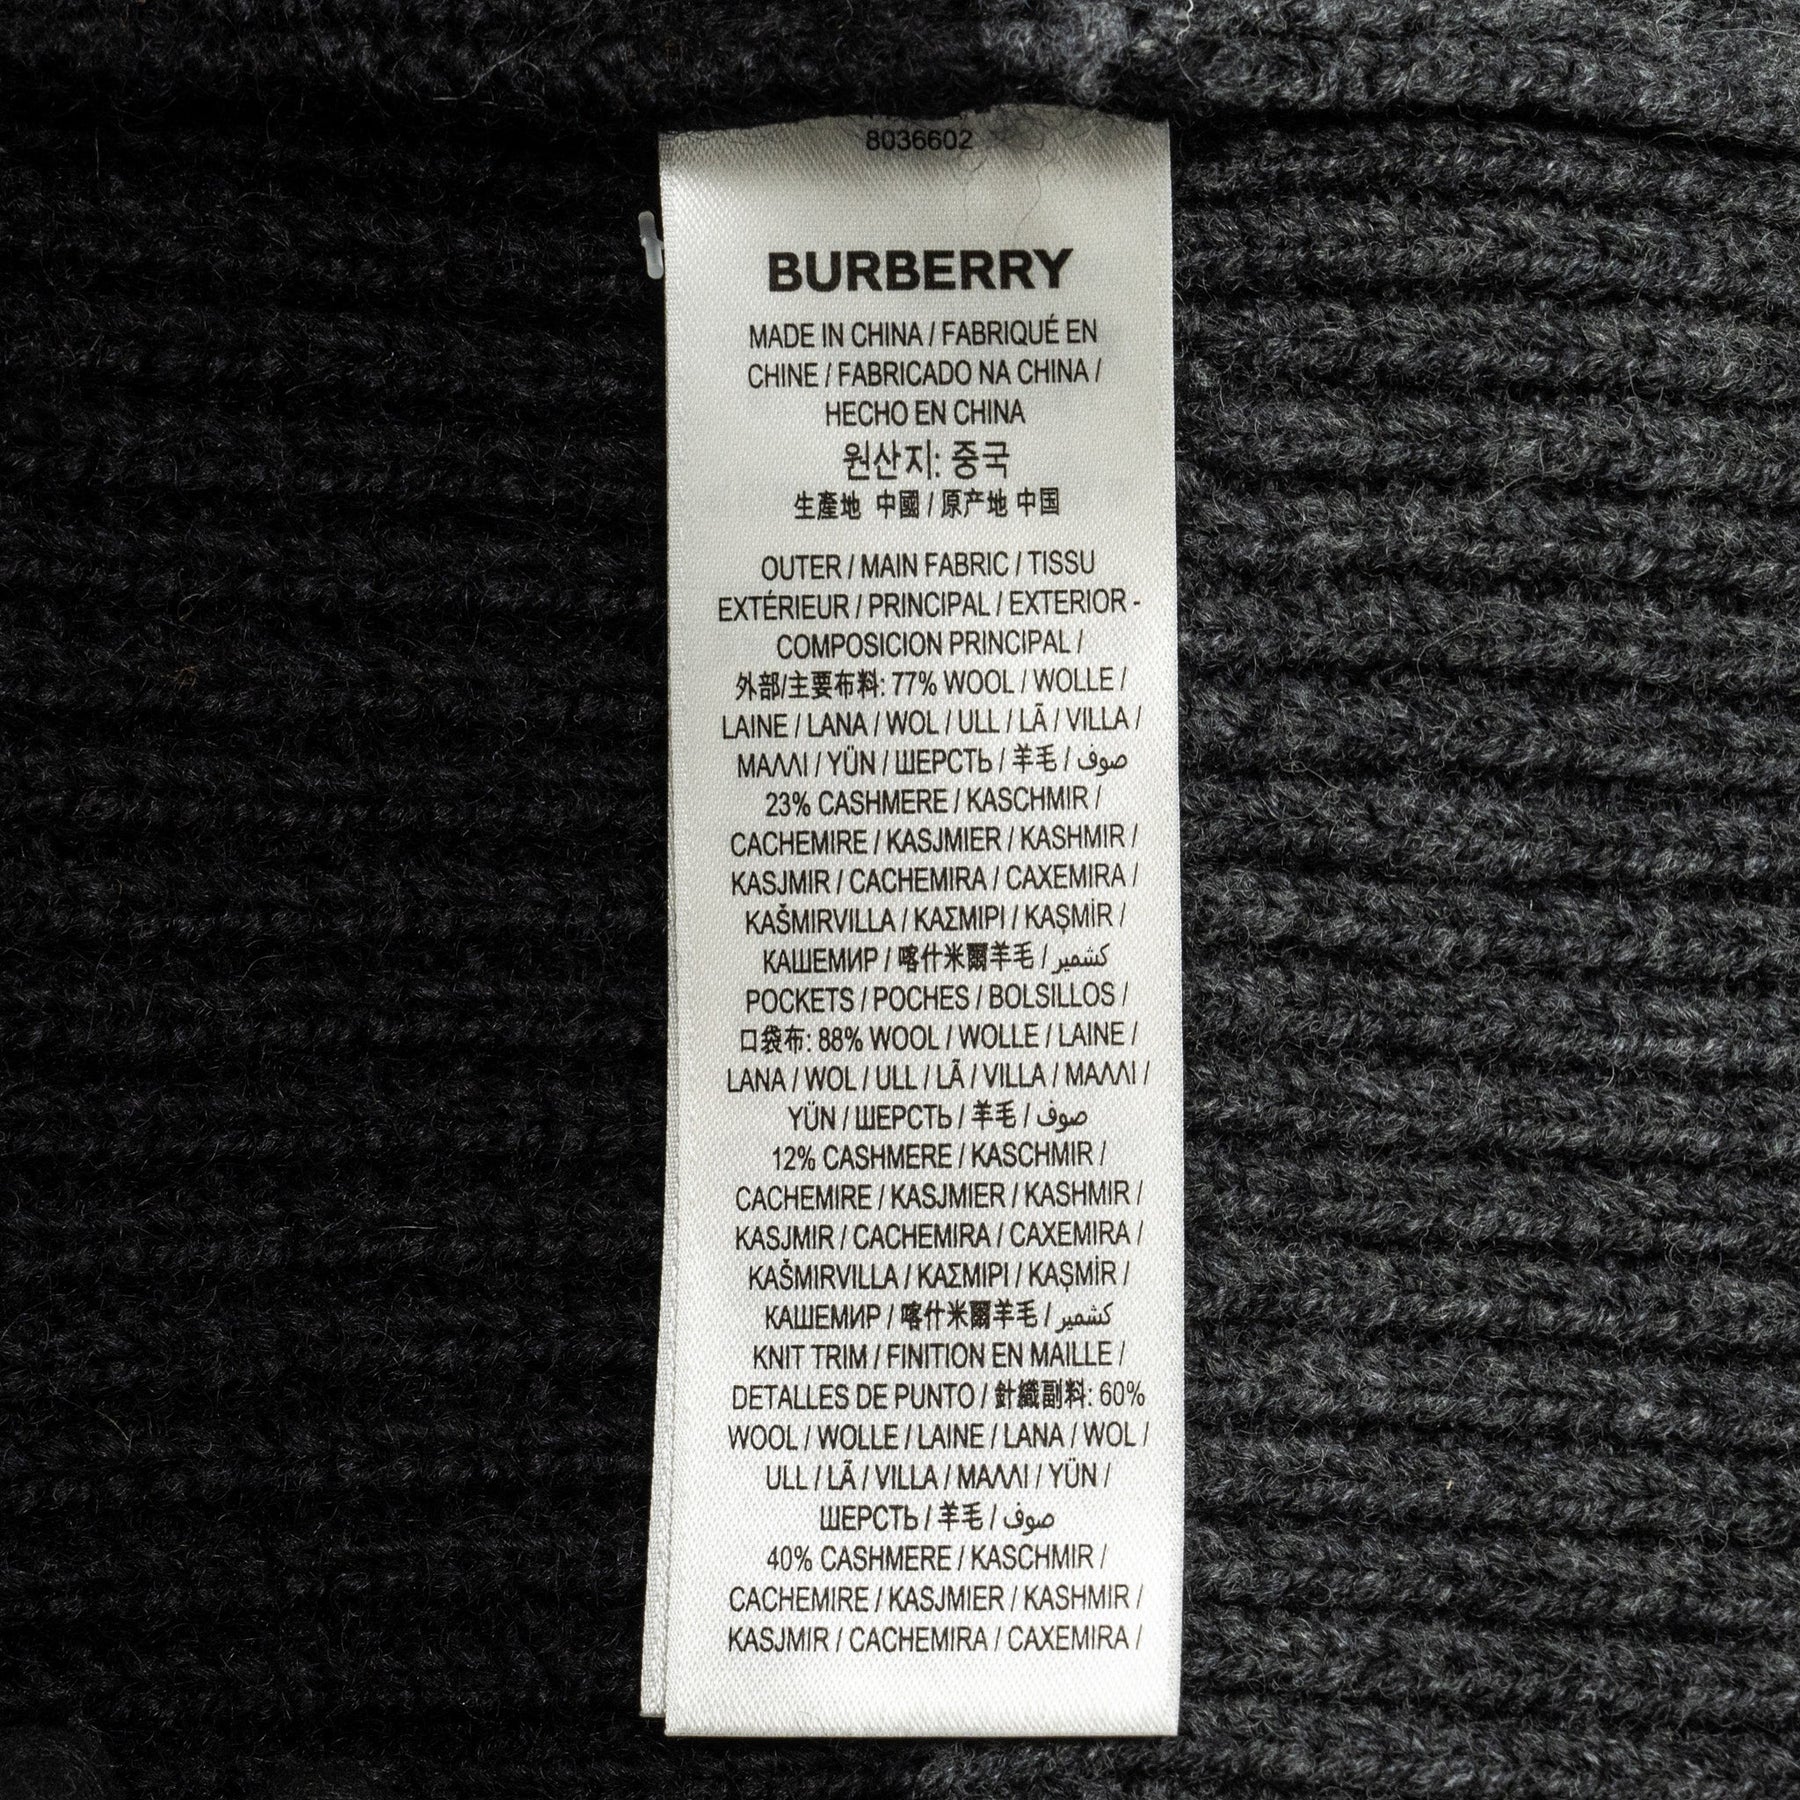 8036602
BURBERRY
MADE IN CHINA / FABRIQUÉ EN
CHINE / FABRICADO NA CHINA /
HECHO EN CHINA
원산지: 중국
生產地 中國 / 原产地 中国
OUTER / MAIN FABRIC / TISSU
EXTÉRIEUR / PRINCIPAL / EXTERIOR -
COMPOSICION PRINCIPAL /
外部/主要布料: 77% WOOL / WOLLE /
LAINE / LANA / WOL / ULL / LÃ / VILLA /
ΜΑΛΛΙ / YÜN / ШЕРСТЬ / 羊毛 / صوف
23% CASHMERE / KASCHMIR /
CACHEMIRE / KASJMIER / KASHMIR /
KASJMIR / CACHEMIRA / CAXEMIRA /
KAŠMIRVILLA / ΚΑΣΜΙΡΙ / KAŞMİR /
КАШЕМИР / 喀什米爾羊毛 / كشمير
POCKETS / POCHES / BOLSILLOS /
口袋布: 88% WOOL / WOLLE / LAINE /
LANA / WOL / ULL / LÃ / VILLA / ΜΑΛΛΙ /
YÜN / ШЕРСТЬ / 羊毛 / صوف
12% CASHMERE / KASCHMIR /
CACHEMIRE / KASJMIER / KASHMIR /
KASJMIR / CACHEMIRA / CAXEMIRA /
KAŠMIRVILLA / ΚΑΣΜΙΡΙ / KAŞMİR /
КАШЕМИР / 喀什米爾羊毛 / كشمير
KNIT TRIM / FINITION EN MAILLE /
DETALLES DE PUNTO / 針織副料: 60%
WOOL / WOLLE / LAINE / LANA / WOL /
ULL / LÃ / VILLA / ΜΑΛΛΙ / YÜN /
ШЕРСТЬ / 羊毛 / صوف
40% CASHMERE / KASCHMIR /
CACHEMIRE / KASJMIER / KASHMIR /
KASJMIR / CACHEMIRA / CAXEMIRA /